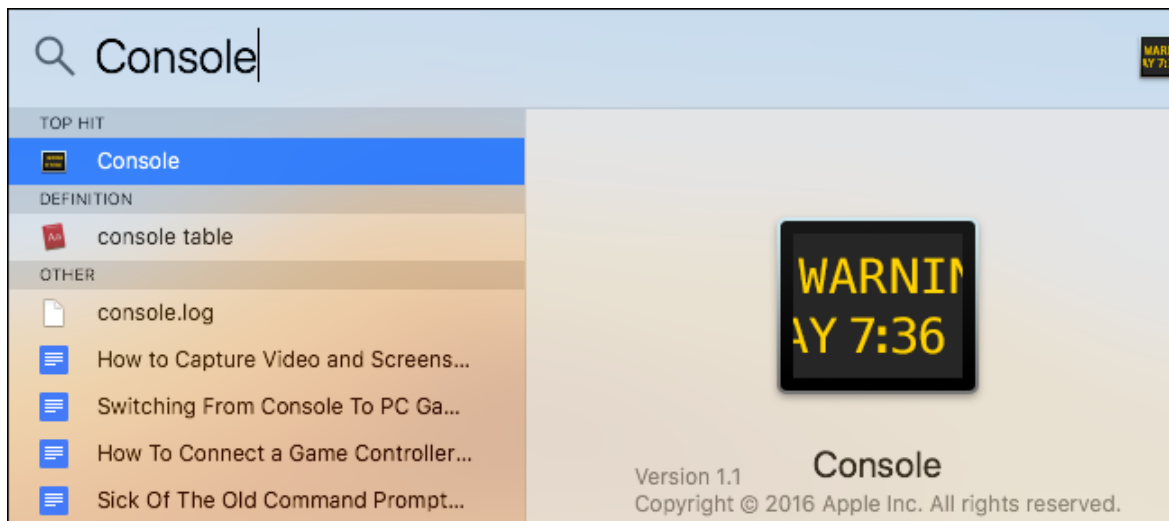 Console
TOP HIT
Console
DEFINITION
console table
OTHER
console.log
How to Capture Video and Screens...
Switching From Console To PC Ga...
How To Connect a Game Controller...
Sick Of The Old Command Prompt...
WARNIN
AY 7:36
Console
Version 1.1
Copyright © 2016 Apple Inc. All rights reserved.